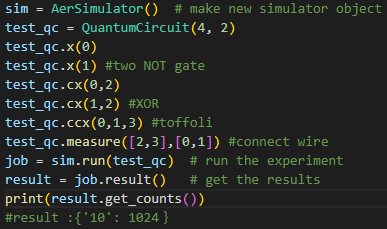 sim = AerSimulator()  # make new simulator object
test_qc = QuantumCircuit(4, 2)
test_qc.x(0)
test_qc.x(1) #two NOT gate
test_qc.cx(0,2)
test_qc.cx(1,2) #XOR
test_qc.ccx(0,1,3) #toffoli
test_qc.measure([2,3],[0,1]) #connect wire
job = sim.run(test_qc)  # run the experiment
result = job.result()   # get the results
print(result.get_counts())
#result :{'10': 1024}